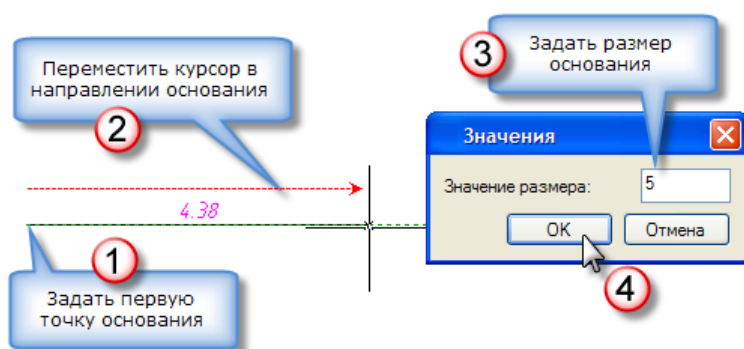 Переместить курсор в
направлении основания
2
3
Задать размер
основания
Значения
Значение размера:
5
OK
Отмена
4
4.38
1
Задать первую
точку основания